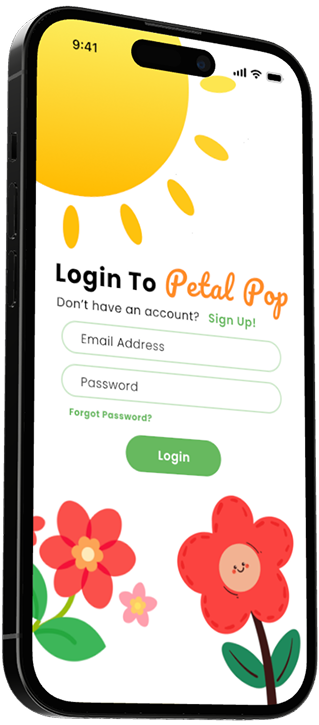 9:41
Login To Petal Pop
Don't have an account? Sign Up!
Email Address
Password
Forgot Password?
Login